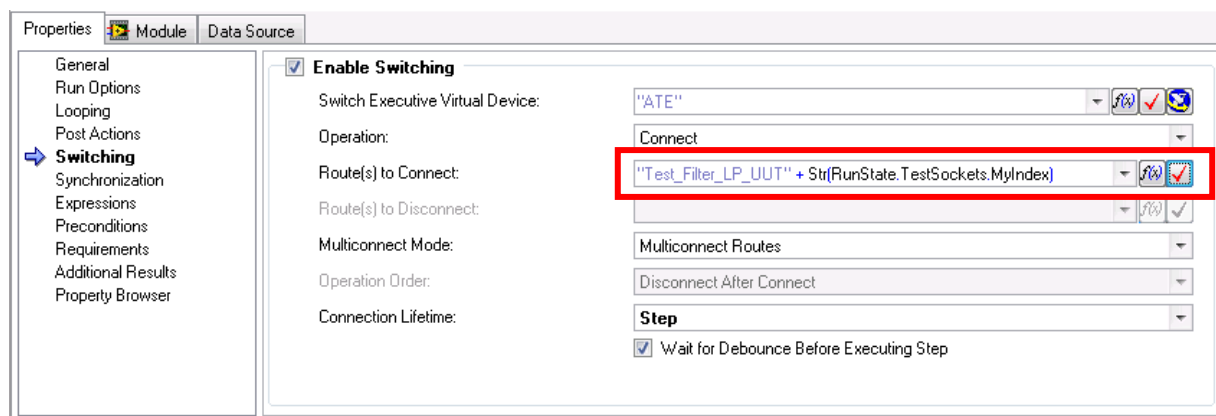 Properties Module Data Source
General
Run Options
Looping
Post Actions
Switching
Synchronization
Expressions
Preconditions
Requirements
Additional Results
Property Browser
Enable Switching
Switch Executive Virtual Device: "ATE" f(x)
Operation: Connect
Route(s) to Connect: "Test_Filter_LP_UUT" + Str(RunState.TestSockets.MyIndex) f(x)
Route(s) to Disconnect: f(x)
Multiconnect Mode: Multiconnect Routes
Operation Order: Disconnect After Connect
Connection Lifetime: Step
Wait for Debounce Before Executing Step